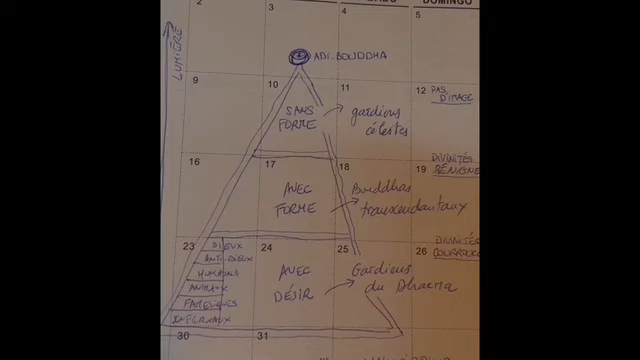 DOMINGO
2
3
4
5
LUMIÈRE
ADI-BOUDDHA
9
10
11
12
PAS
D'IMAGE
SANS
FORME
gardiens
célestes
16
17
18
19
DIVINITÉS
BÉNIGNES
AVEC
FORME
Bouddhas
transcendantaux
23
24
25
26
DIVINITÉS
DIEUX
ANTI-DIEUX
HUMAINS
ANIMAUX
FAMÉLIQUES
INFERNAUX
AVEC
DÉSIR
Gardiens
du Dharma
30
31